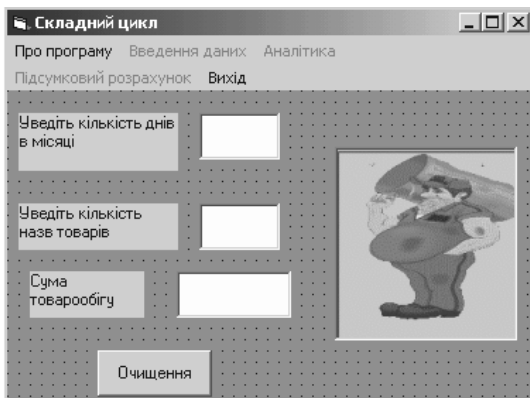 Складний цикл
Про програму Введення даних Аналітика
Підсумковий розрахунок Вихід
Уведіть кількість днів
в місяці
Уведіть кількість
назв товарів
Сума
товарообігу
Очищення